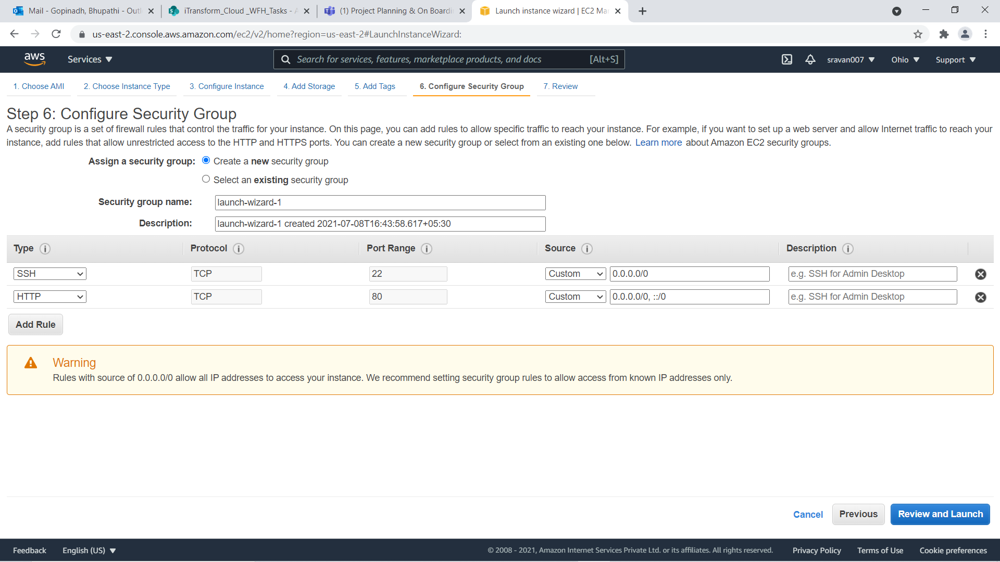 Mail - Gopinadh, Bhupathi - Outl
iTransform_Cloud _WFH_Tasks - A
(1) Project Planning & On Boardi
Launch instance wizard | EC2 Ma
us-east-2.console.aws.amazon.com/ec2/v2/home?region=us-east-2#LaunchInstanceWizard:
aws Services Search for services, features, marketplace products, and docs [Alt+S] sravan007 Ohio Support
1. Choose AMI 2. Choose Instance Type 3. Configure Instance 4. Add Storage 5. Add Tags 6. Configure Security Group 7. Review
Step 6: Configure Security Group
A security group is a set of firewall rules that control the traffic for your instance. On this page, you can add rules to allow specific traffic to reach your instance. For example, if you want to set up a web server and allow Internet traffic to reach your
instance, add rules that allow unrestricted access to the HTTP and HTTPS ports. You can create a new security group or select from an existing one below. Learn more about Amazon EC2 security groups.
Assign a security group: Create a new security group
Select an existing security group
Security group name: launch-wizard-1
Description: launch-wizard-1 created 2021-07-08T16:43:58.617+05:30
Type Protocol Port Range Source Description
SSH TCP 22 Custom 0.0.0.0/0 e.g. SSH for Admin Desktop
HTTP TCP 80 Custom 0.0.0.0/0, ::/0 e.g. SSH for Admin Desktop
Add Rule
Warning
Rules with source of 0.0.0.0/0 allow all IP addresses to access your instance. We recommend setting security group rules to allow access from known IP addresses only.
Cancel Previous Review and Launch
Feedback English (US) © 2008 - 2021, Amazon Internet Services Private Ltd. or its affiliates. All rights reserved. Privacy Policy Terms of Use Cookie preferences